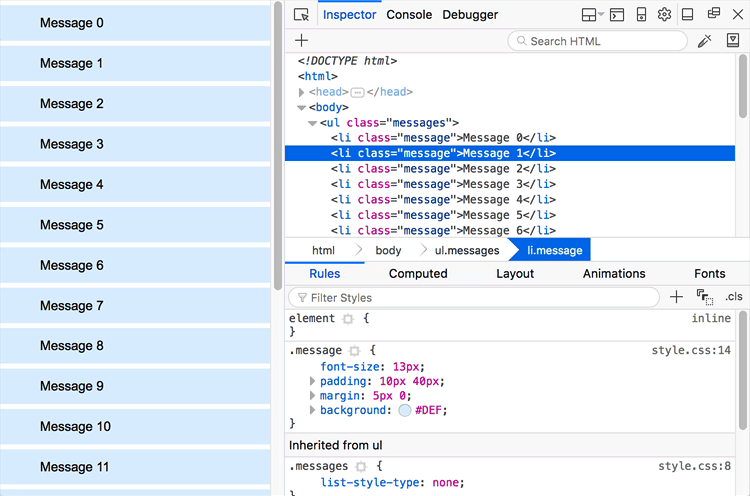 Message 0
Message 1
Message 2
Message 3
Message 4
Message 5
Message 6
Message 7
Message 8
Message 9
Message 10
Message 11
Inspector Console Debugger
Search HTML
<!DOCTYPE html>
<html>
<head></head>
<body>
<ul class="messages">
<li class="message">Message 0</li>
<li class="message">Message 1</li>
<li class="message">Message 2</li>
<li class="message">Message 3</li>
<li class="message">Message 4</li>
<li class="message">Message 5</li>
<li class="message">Message 6</li>
html body ul.messages li.message
Rules Computed Layout Animations Fonts
Filter Styles .cls
element { inline
}
.message { style.css:14
font-size: 13px;
padding: 10px 40px;
margin: 5px 0;
background: #DEF;
}
Inherited from ul
.messages { style.css:8
list-style-type: none;
}